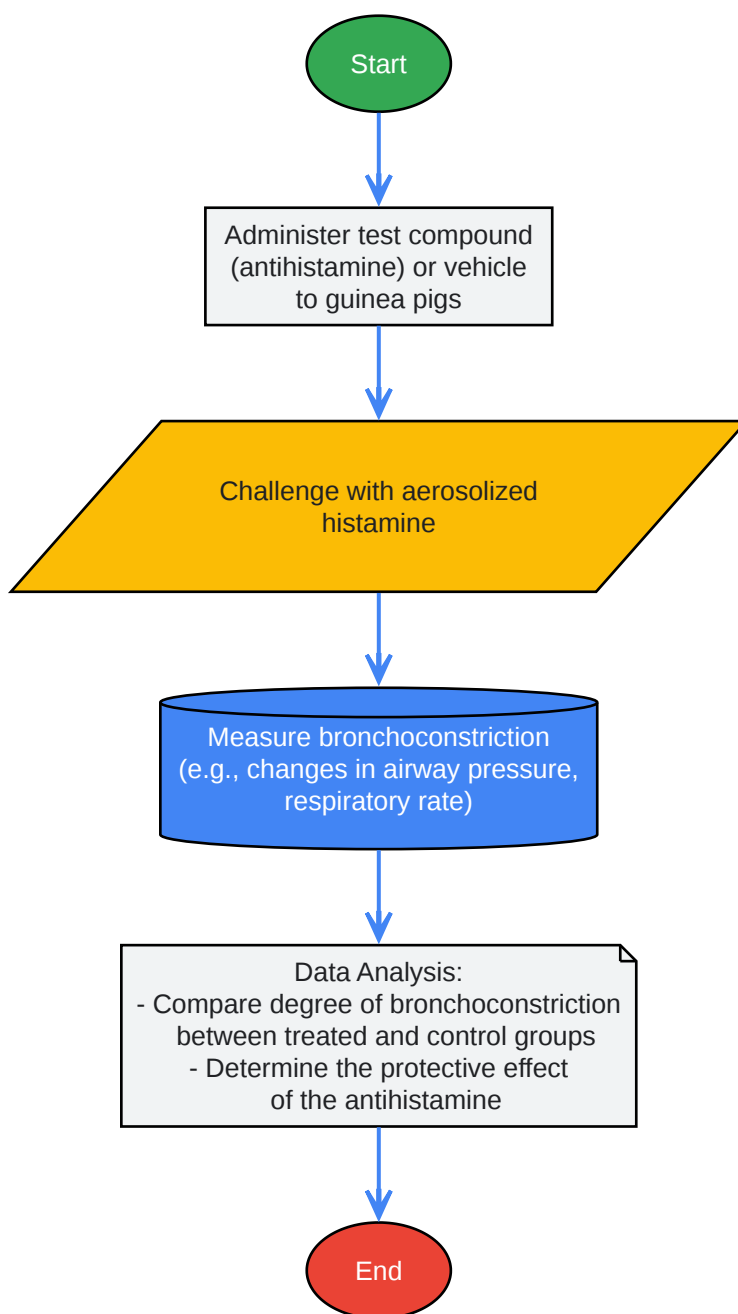 Start
Administer test compound
(antihistamine) or vehicle
to guinea pigs
Challenge with aerosolized
histamine
Measure bronchoconstriction
(e.g., changes in airway pressure,
respiratory rate)
Data Analysis:
- Compare degree of bronchoconstriction
between treated and control groups
- Determine the protective effect
of the antihistamine
End